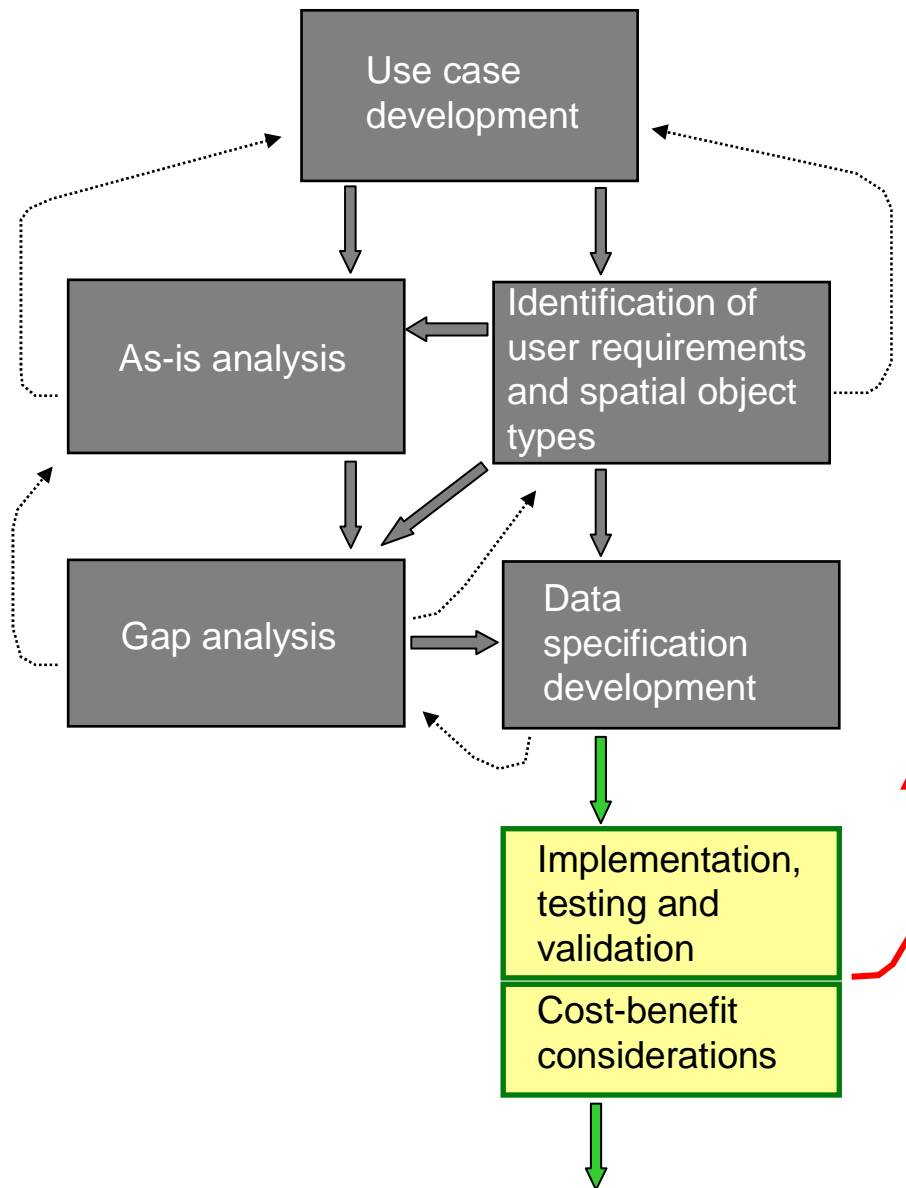 Use case
development
As-is analysis
Identification of
user requirements
and spatial object
types
Gap analysis
Data
specification
development
Implementation,
testing and
validation
Cost-benefit
considerations